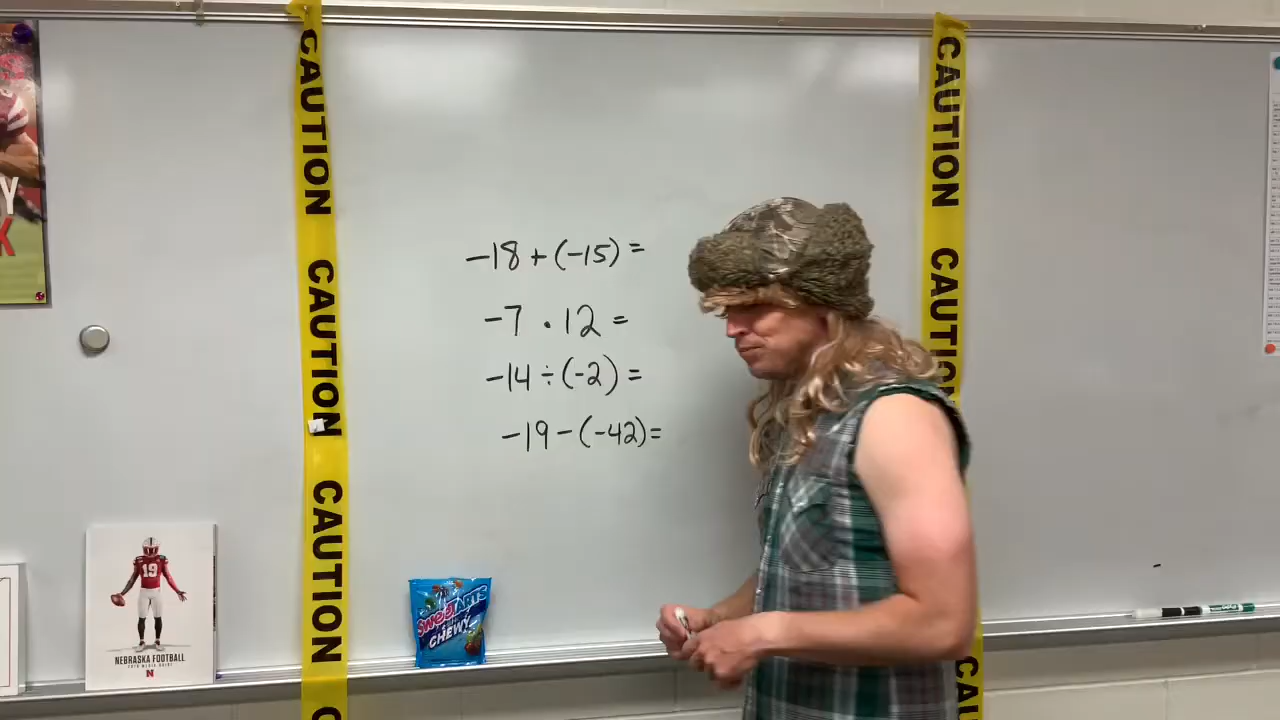 CAUTION
CAUTION
CAUTION
CAUTION
CAUTION
CAUTION
Y
K
-18 + (-15) =
-7 · 12 =
-14 ÷ (-2) =
-19 - (-42) =
19
NEBRASKA FOOTBALL
N
SWEETARTS
CHEWY